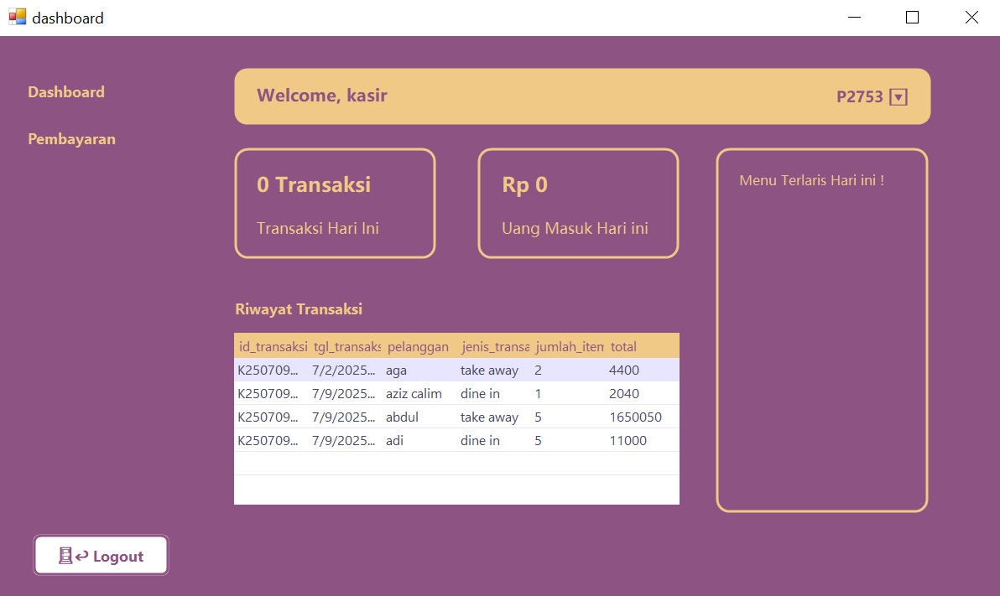 dashboard
Dashboard
Pembayaran
Welcome, kasir
P2753
0 Transaksi
Transaksi Hari Ini
Rp 0
Uang Masuk Hari ini
Menu Terlaris Hari ini !
Riwayat Transaksi
id_transaksi tgl_transaks pelanggan jenis_transa jumlah_iten total
K250709... 7/2/2025... aga take away 2 4400
K250709... 7/9/2025... aziz calim dine in 1 2040
K250709... 7/9/2025... abdul take away 5 1650050
K250709... 7/9/2025... adi dine in 5 11000
Logout